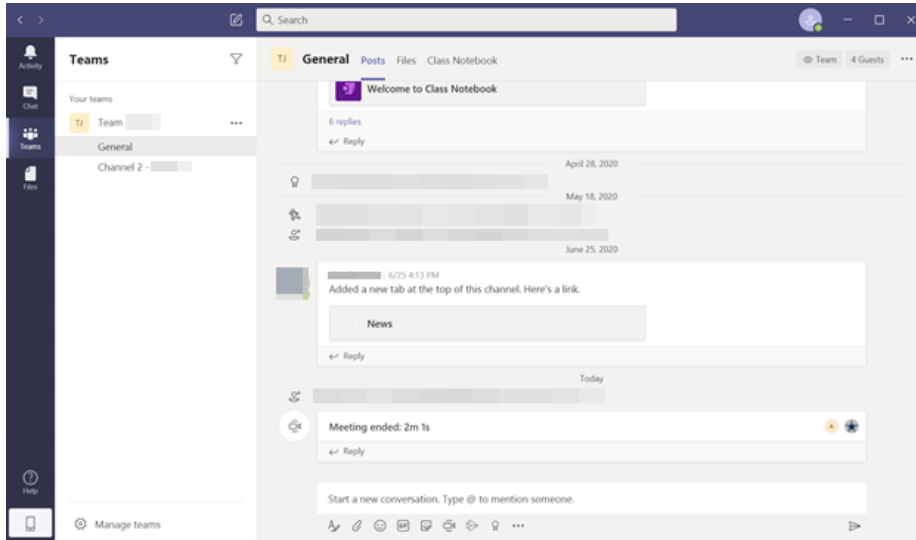 Search
Activity
Chat
Teams
Files
Help
Teams
Your teams
TJ Team
General
Channel 2 -
Manage teams
TJ General Posts Files Class Notebook
Team 4 Guests
Welcome to Class Notebook
6 replies
Reply
April 28, 2020
May 18, 2020
June 25, 2020
6/25 4:13 PM
Added a new tab at the top of this channel. Here's a link.
News
Reply
Today
Meeting ended: 2m 1s
A
Reply
Start a new conversation. Type @ to mention someone.
GIF